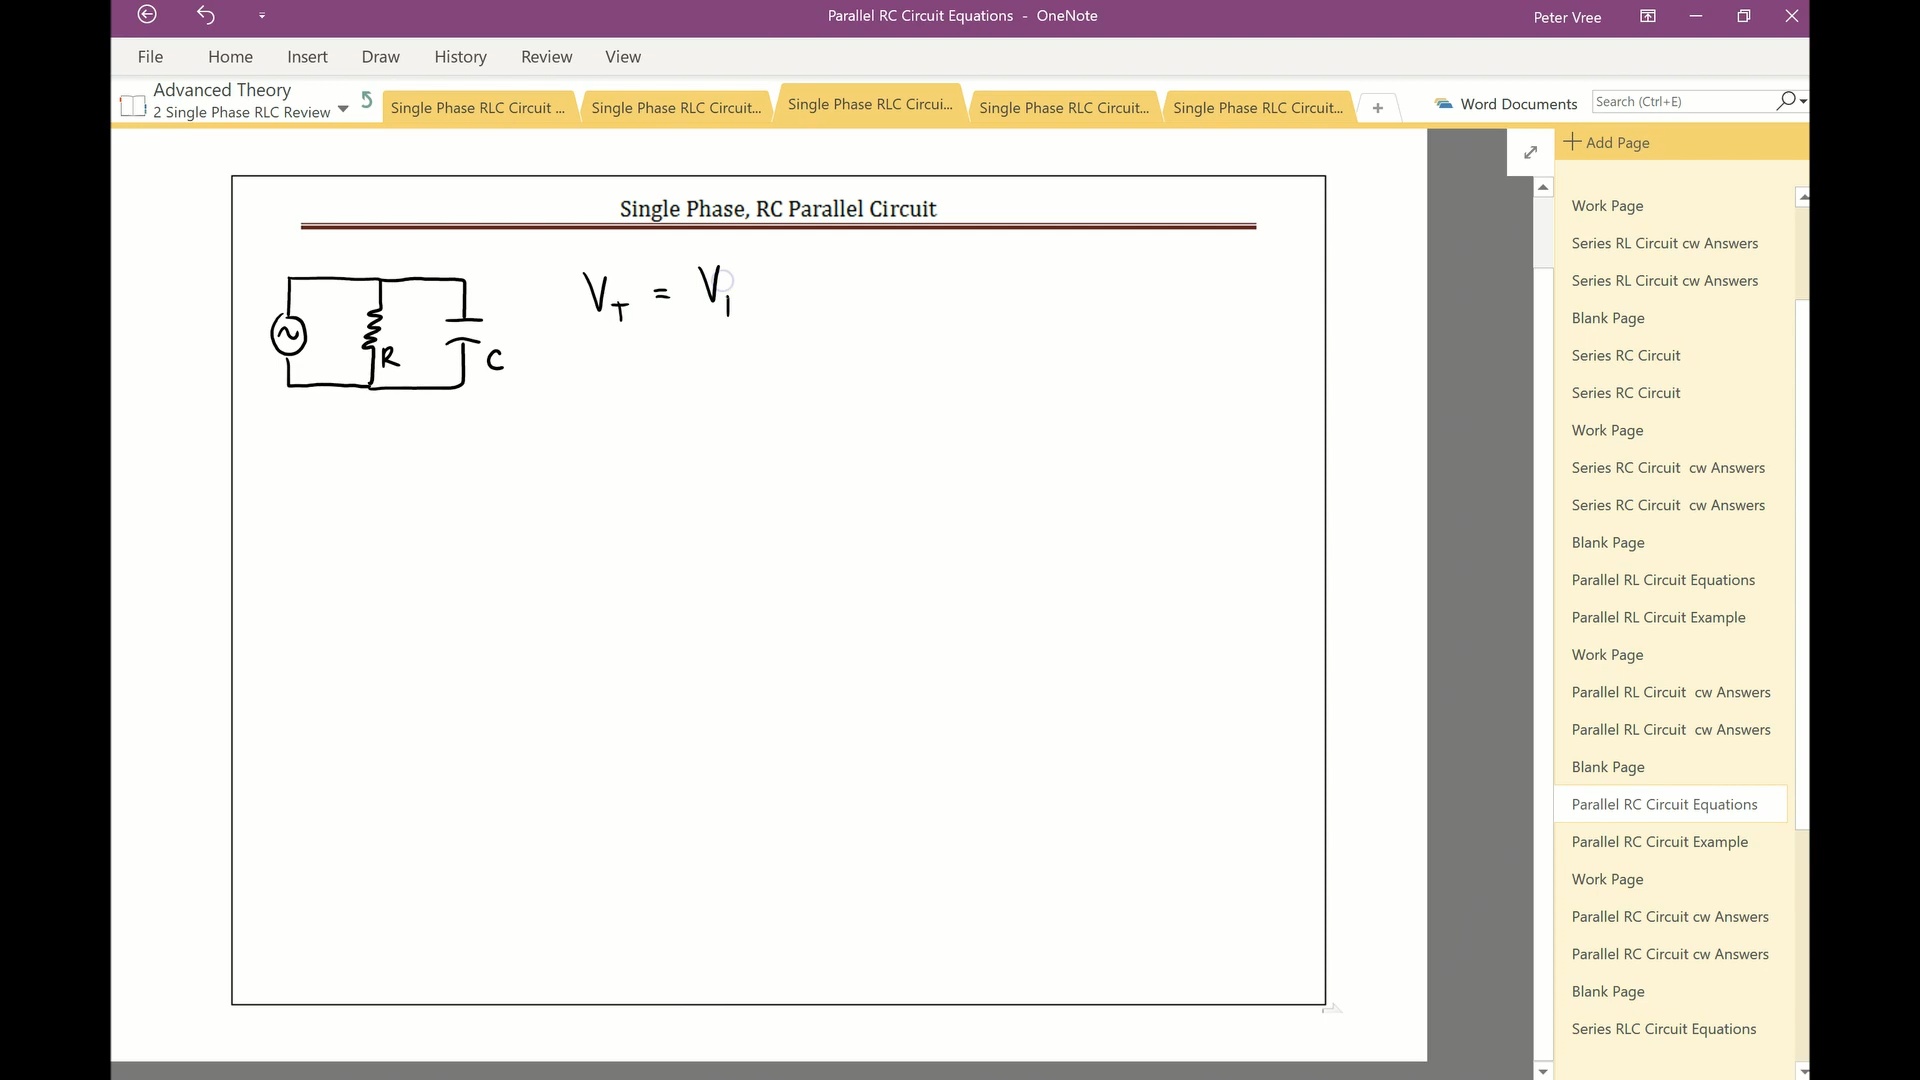 Parallel RC Circuit Equations - OneNote
Peter Vree
File Home Insert Draw History Review View
Advanced Theory
2 Single Phase RLC Review
Single Phase RLC Circuit ...
Single Phase RLC Circuit...
Single Phase RLC Circui...
Single Phase RLC Circuit...
Single Phase RLC Circuit...
Word Documents
Search (Ctrl+E)
Add Page
Single Phase, RC Parallel Circuit
R
C
V_T = V_1
Work Page
Series RL Circuit cw Answers
Series RL Circuit cw Answers
Blank Page
Series RC Circuit
Series RC Circuit
Work Page
Series RC Circuit cw Answers
Series RC Circuit cw Answers
Blank Page
Parallel RL Circuit Equations
Parallel RL Circuit Example
Work Page
Parallel RL Circuit cw Answers
Parallel RL Circuit cw Answers
Blank Page
Parallel RC Circuit Equations
Parallel RC Circuit Example
Work Page
Parallel RC Circuit cw Answers
Parallel RC Circuit cw Answers
Blank Page
Series RLC Circuit Equations